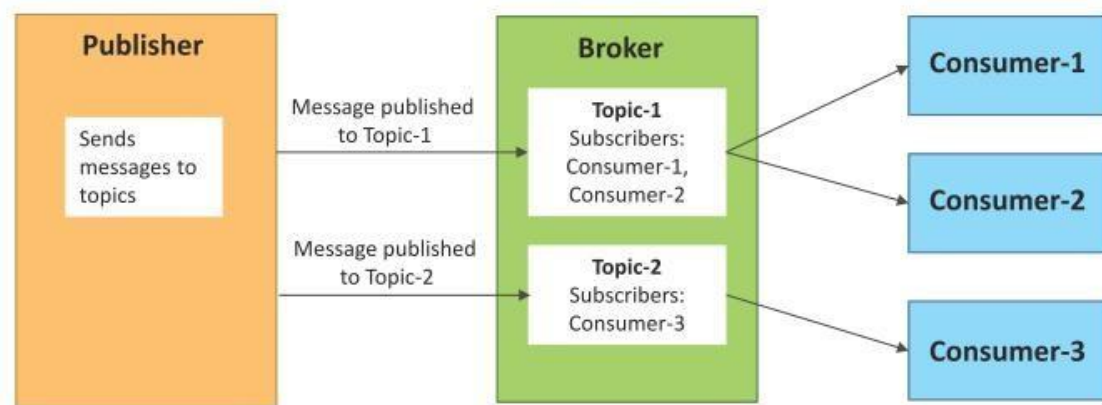 Publisher
Sends
messages to
topics
Message published
to Topic-1
Message published
to Topic-2
Broker
Topic-1
Subscribers:
Consumer-1,
Consumer-2
Topic-2
Subscribers:
Consumer-3
Consumer-1
Consumer-2
Consumer-3